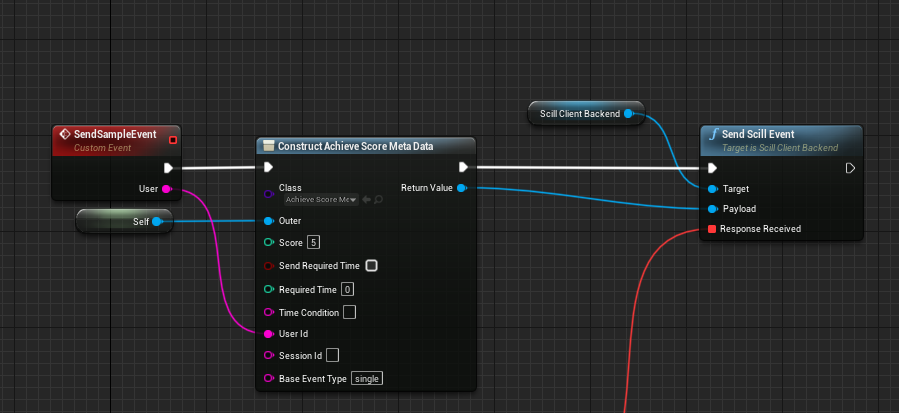 SendSampleEvent
Custom Event
User
Self
Construct Achieve Score Meta Data
Class
Achieve Score Mc
Return Value
Outer
Score 5
Send Required Time
Required Time 0
Time Condition
User Id
Session Id
Base Event Type single
Scill Client Backend
f Send Scill Event
Target is Scill Client Backend
Target
Payload
Response Received